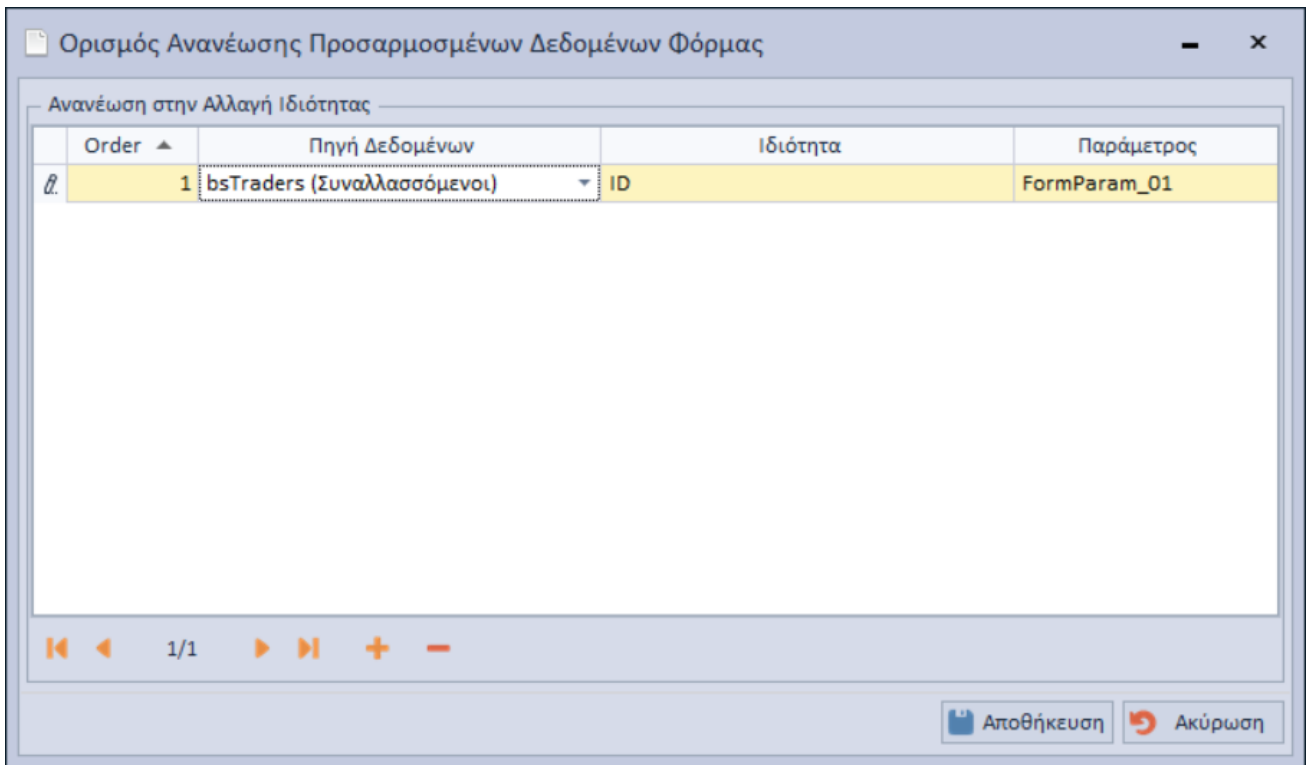 Ορισμός Ανανέωσης Προσαρμοσμένων Δεδομένων Φόρμας
Ανανέωση στην Αλλαγή Ιδιότητας
Order Πηγή Δεδομένων Ιδιότητα Παράμετρος
1 bsTraders (Συναλλασσόμενοι) ID FormParam_01
1/1
Αποθήκευση Ακύρωση